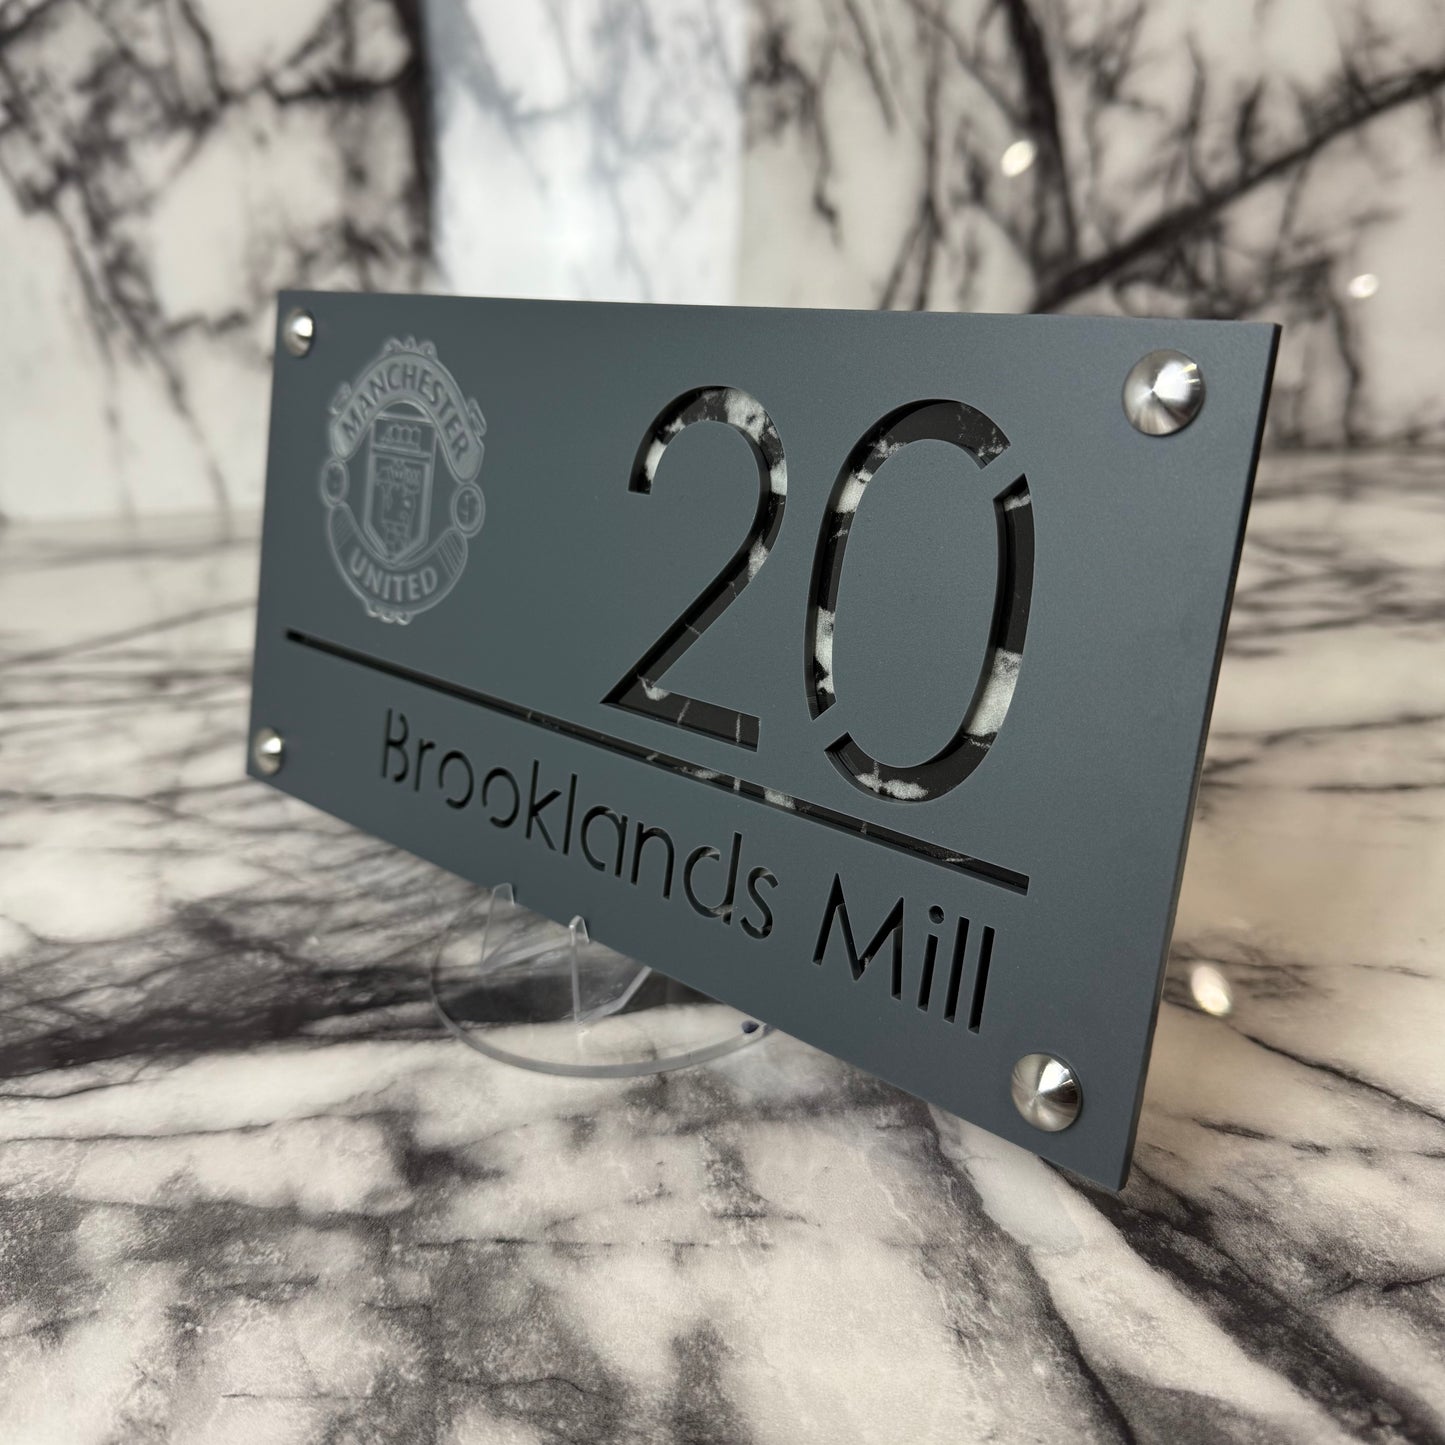 MANCHESTER
UNITED
20
Brooklands Mill